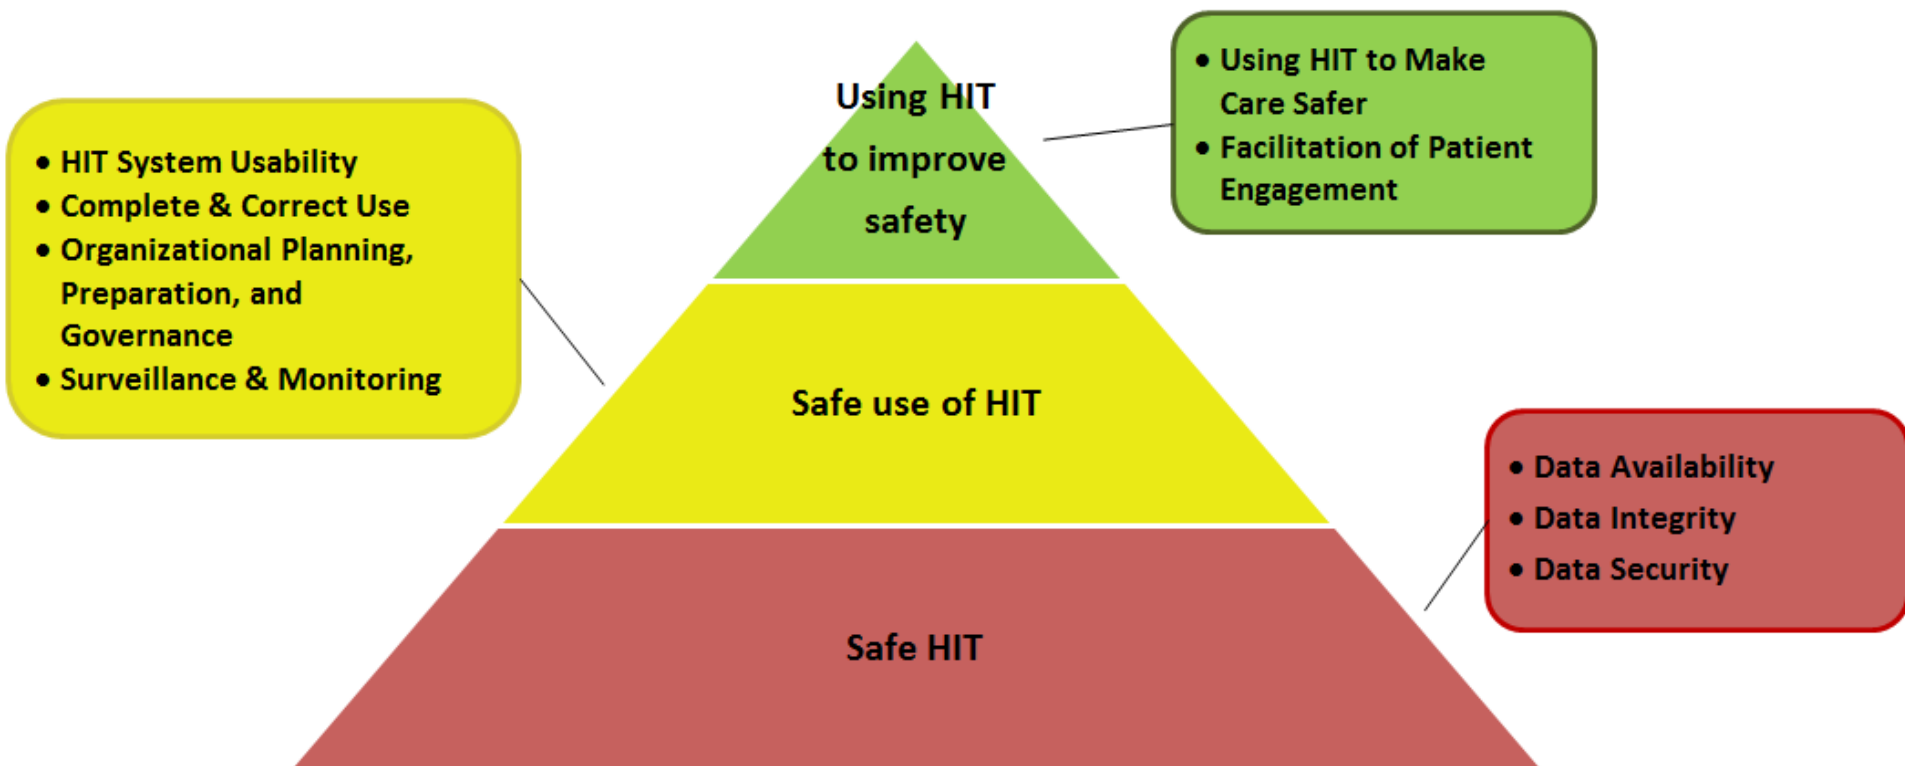 Using HIT
to improve
safety
• Using HIT to Make
Care Safer
• Facilitation of Patient
Engagement
• HIT System Usability
• Complete & Correct Use
• Organizational Planning,
Preparation, and
Governance
• Surveillance & Monitoring
Safe use of HIT
• Data Availability
• Data Integrity
• Data Security
Safe HIT